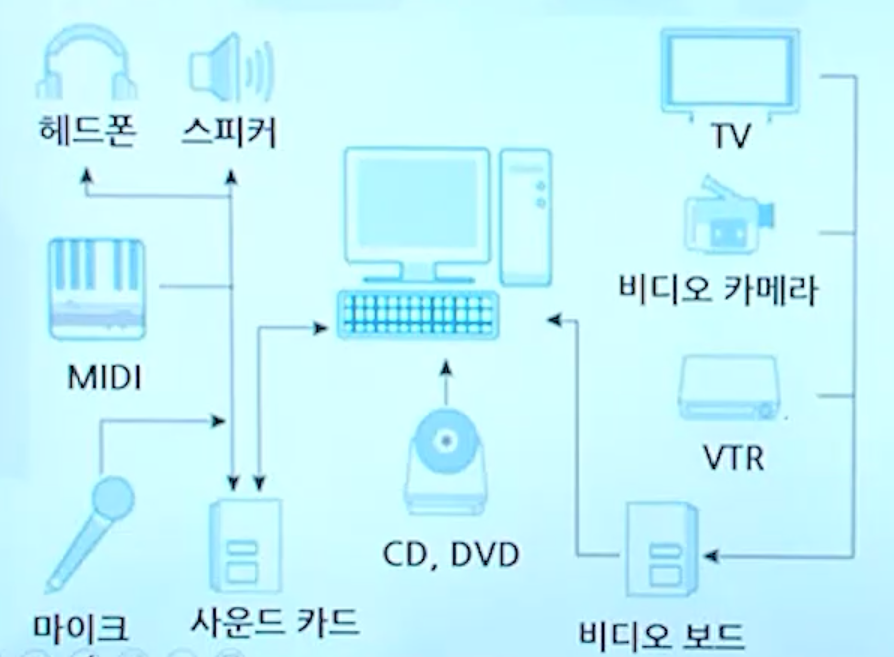 헤드폰
스피커
TV
비디오 카메라
MIDI
VTR
CD, DVD
마이크
사운드 카드
비디오 보드